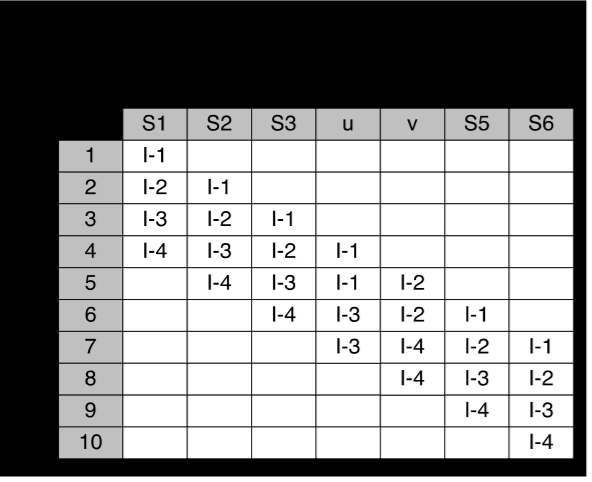 S1 S2 S3 u v S5 S6
1 I-1
2 I-2 I-1
3 I-3 I-2 I-1
4 I-4 I-3 I-2 I-1
5 I-4 I-3 I-1 I-2
6 I-4 I-3 I-2 I-1
7 I-3 I-4 I-2 I-1
8 I-4 I-3 I-2
9 I-4 I-3
10 I-4